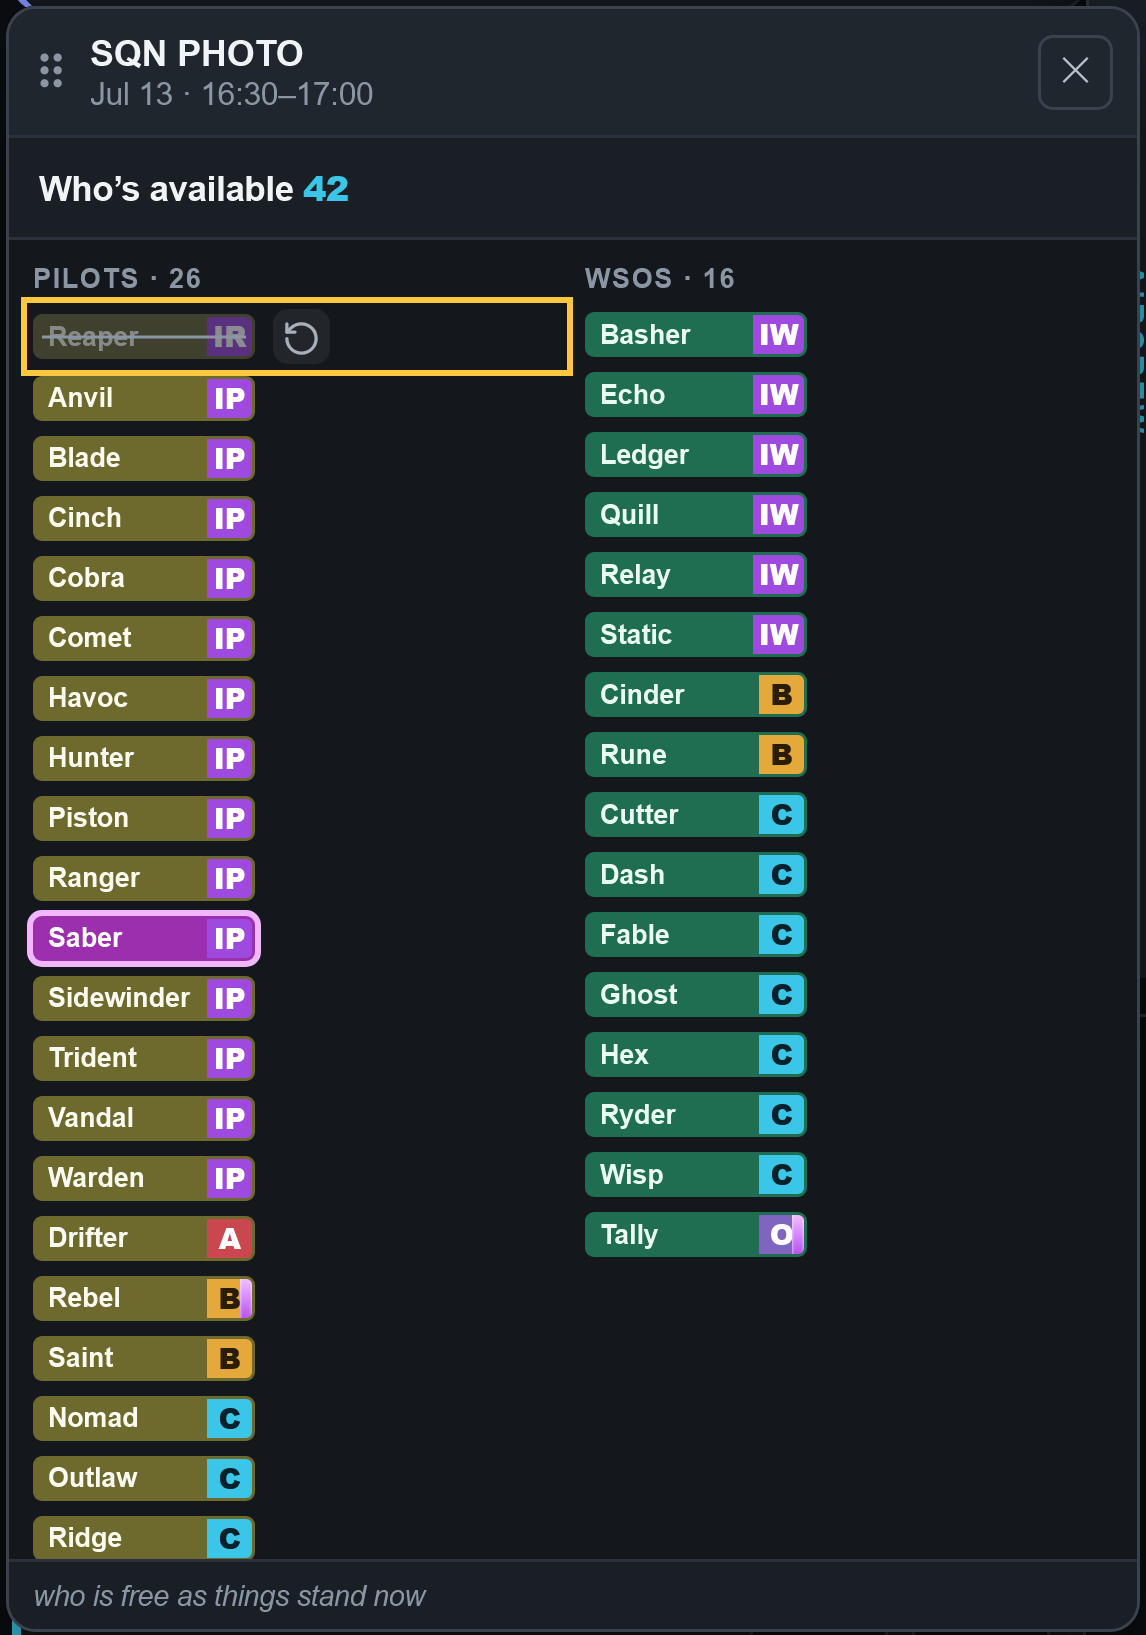 SQN PHOTO
Jul 13 · 16:30–17:00
Who's available 42
PILOTS · 26
Reaper IR
Anvil IP
Blade IP
Cinch IP
Cobra IP
Comet IP
Havoc IP
Hunter IP
Piston IP
Ranger IP
Saber IP
Sidewinder IP
Trident IP
Vandal IP
Warden IP
Drifter A
Rebel B
Saint B
Nomad C
Outlaw C
Ridge C
WSOS · 16
Basher IW
Echo IW
Ledger IW
Quill IW
Relay IW
Static IW
Cinder B
Rune B
Cutter C
Dash C
Fable C
Ghost C
Hex C
Ryder C
Wisp C
Tally O
who is free as things stand now